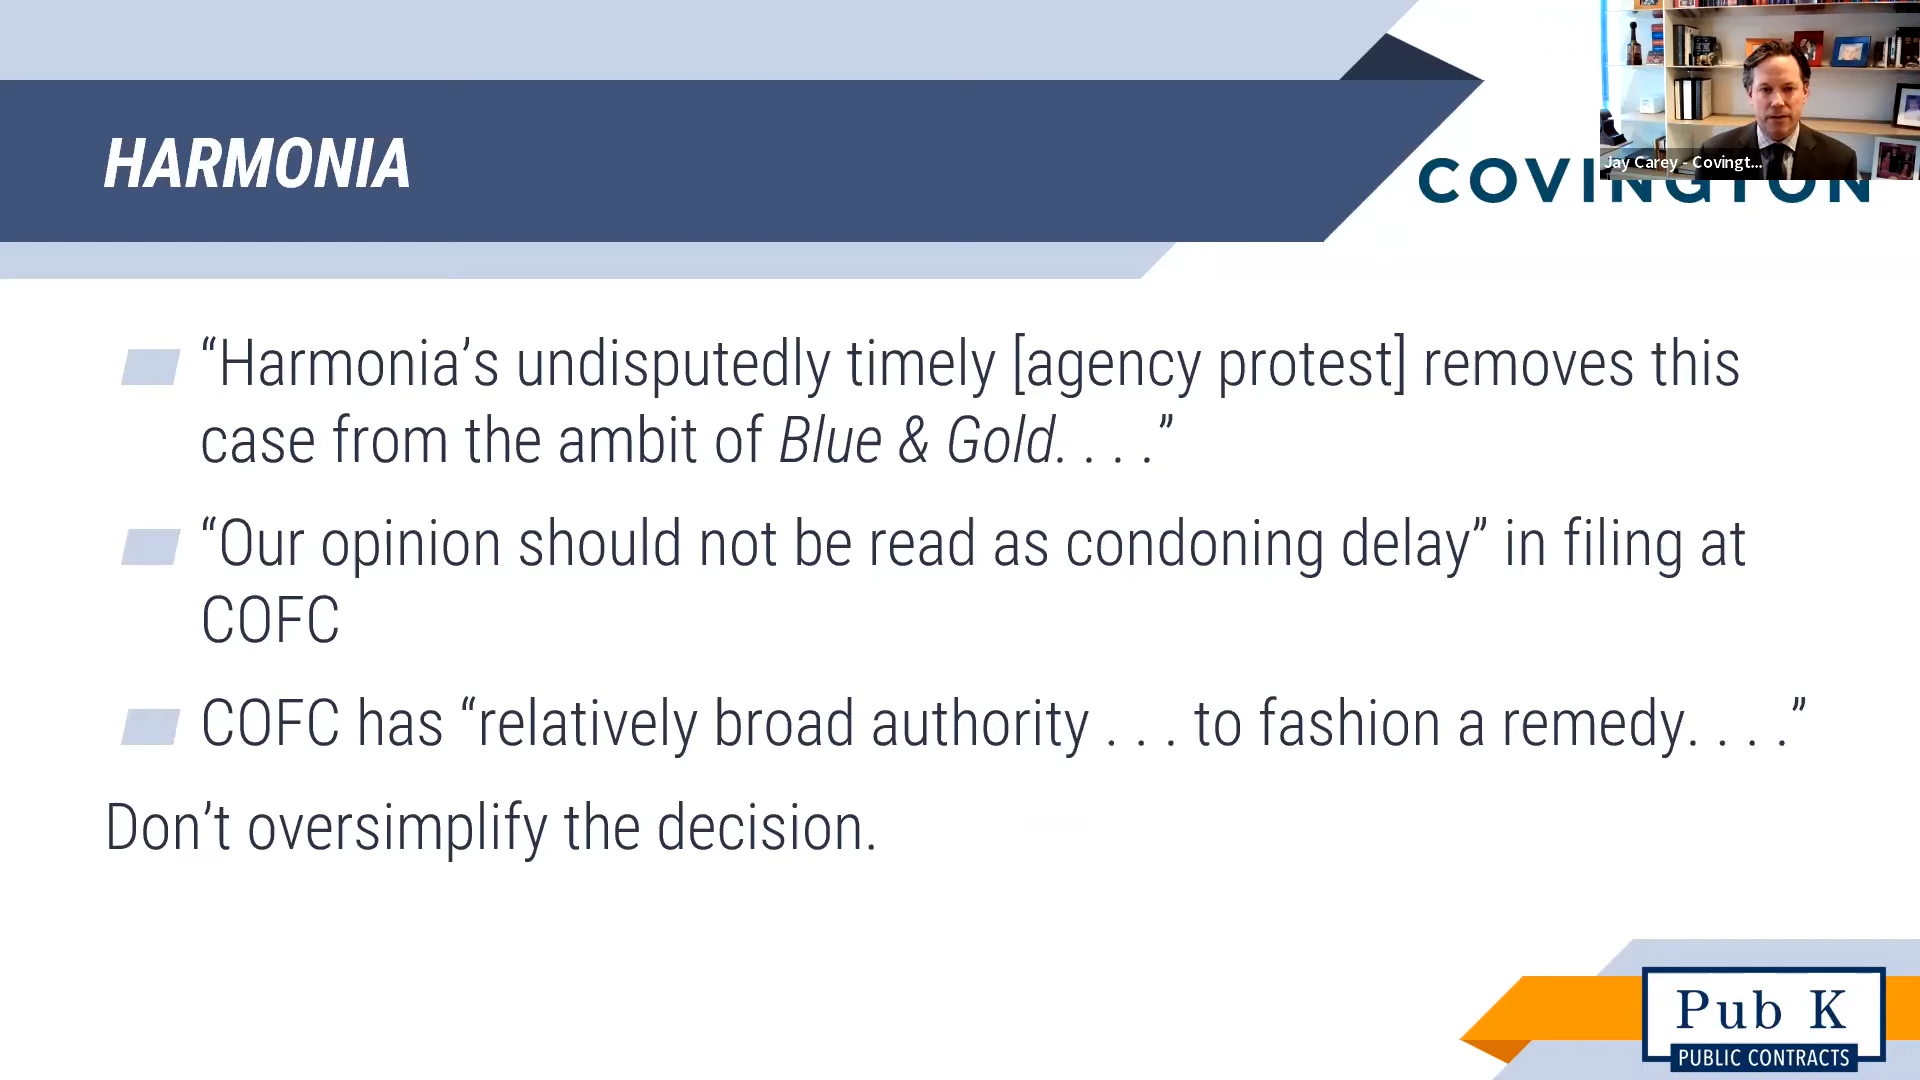 HARMONIA
Jay Carey - Covingt...
COVINGTON
“Harmonia’s undisputedly timely [agency protest] removes this
case from the ambit of Blue & Gold. . . .”
“Our opinion should not be read as condoning delay” in filing at
COFC
COFC has “relatively broad authority . . . to fashion a remedy. . . .”
Don’t oversimplify the decision.
Pub K
PUBLIC CONTRACTS